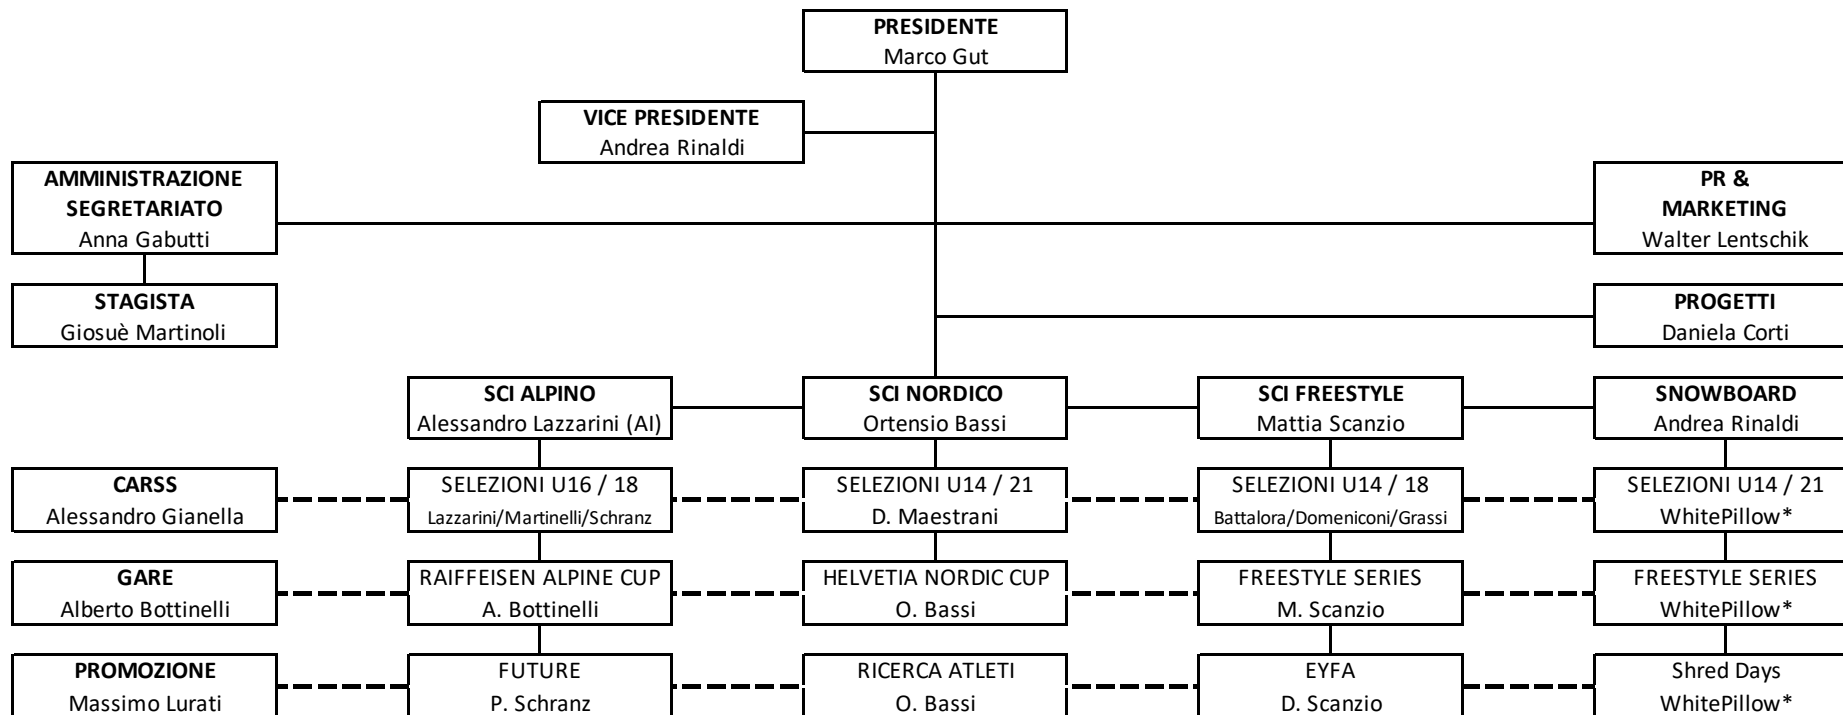 PRESIDENTE
Marco Gut
VICE PRESIDENTE
Andrea Rinaldi
AMMINISTRAZIONE
SEGRETARIATO
Anna Gabutti
PR &
MARKETING
Walter Lentschik
STAGISTA
Giosuè Martinoli
PROGETTI
Daniela Corti
SCI ALPINO
Alessandro Lazzarini (AI)
SCI NORDICO
Ortensio Bassi
SCI FREESTYLE
Mattia Scanzio
SNOWBOARD
Andrea Rinaldi
CARSS
Alessandro Gianella
SELEZIONI U16 / 18
Lazzarini/Martinelli/Schranz
SELEZIONI U14 / 21
D. Maestrani
SELEZIONI U14 / 18
Battalora/Domeniconi/Grassi
SELEZIONI U14 / 21
WhitePillow*
GARE
Alberto Bottinelli
RAIFFEISEN ALPINE CUP
A. Bottinelli
HELVETIA NORDIC CUP
O. Bassi
FREESTYLE SERIES
M. Scanzio
FREESTYLE SERIES
WhitePillow*
PROMOZIONE
Massimo Lurati
FUTURE
P. Schranz
RICERCA ATLETI
O. Bassi
EYFA
D. Scanzio
Shred Days
WhitePillow*